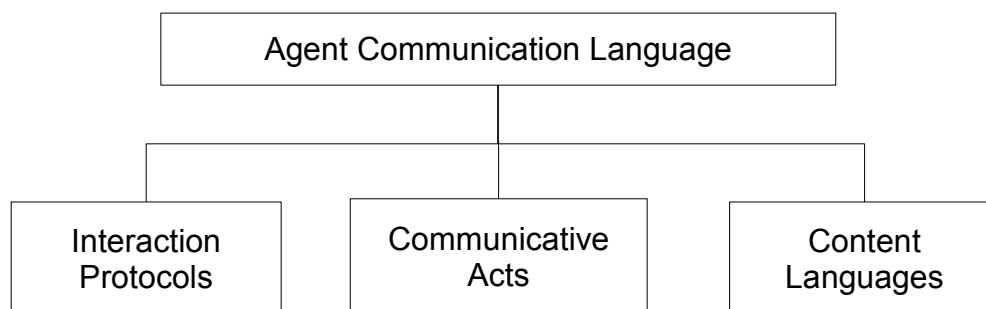 Agent Communication Language
Interaction
Protocols
Communicative
Acts
Content
Languages